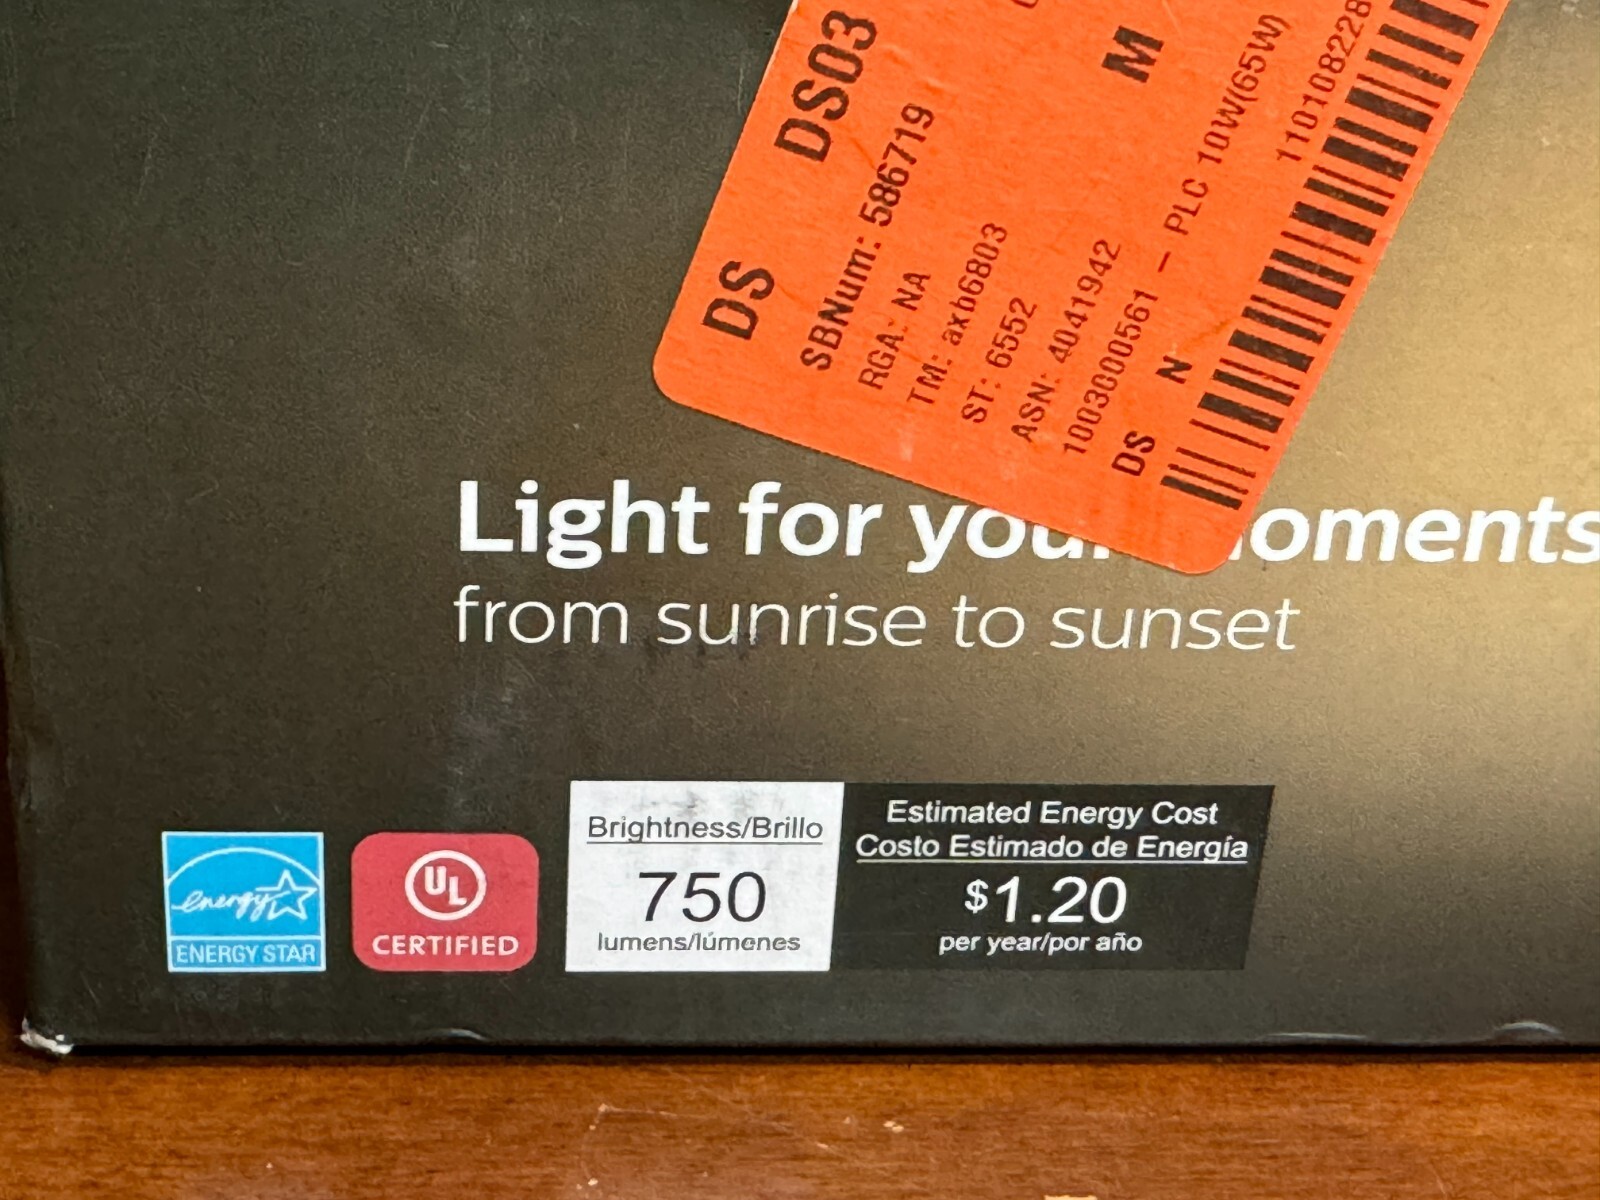 DS DS03
SBNum: 586719
M
RGA: NA
TM: axb6803
ST: 6552
ASN: 4041942
1003000561 - PLC 10W(65W)
DS N
110108228
Light for your moments
from sunrise to sunset
energy
ENERGY STAR
UL
CERTIFIED
Brightness/Brillo
750
lumens/lúmenes
Estimated Energy Cost
Costo Estimado de Energía
$1.20
per year/por año